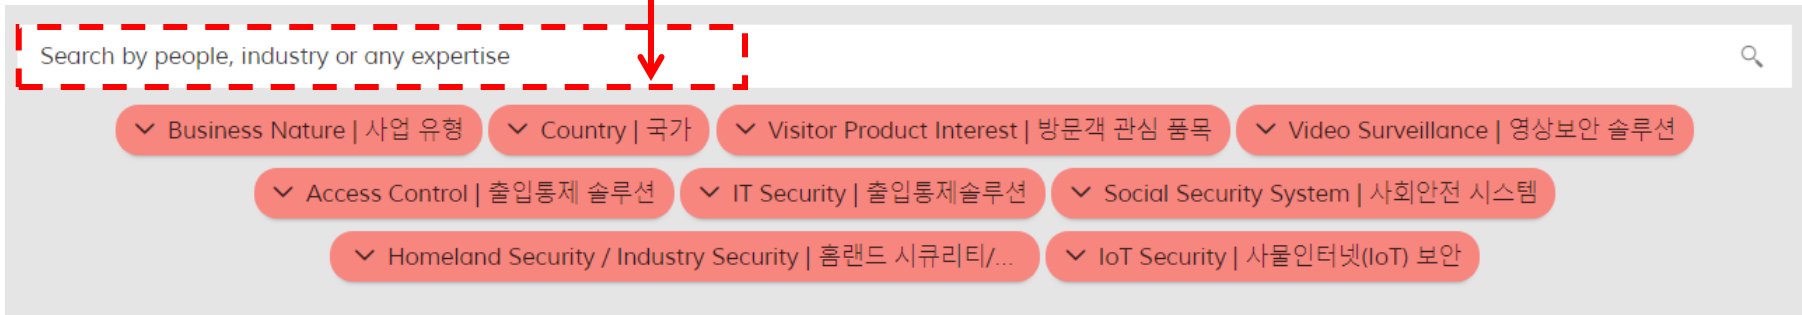 Search by people, industry or any expertise
Business Nature | 사업 유형 Country | 국가 Visitor Product Interest | 방문객 관심 품목 Video Surveillance | 영상보안 솔루션
Access Control | 출입통제 솔루션 IT Security | 출입통제솔루션 Social Security System | 사회안전 시스템
Homeland Security / Industry Security | 홈랜드 시큐리티/... IoT Security | 사물인터넷(IoT) 보안